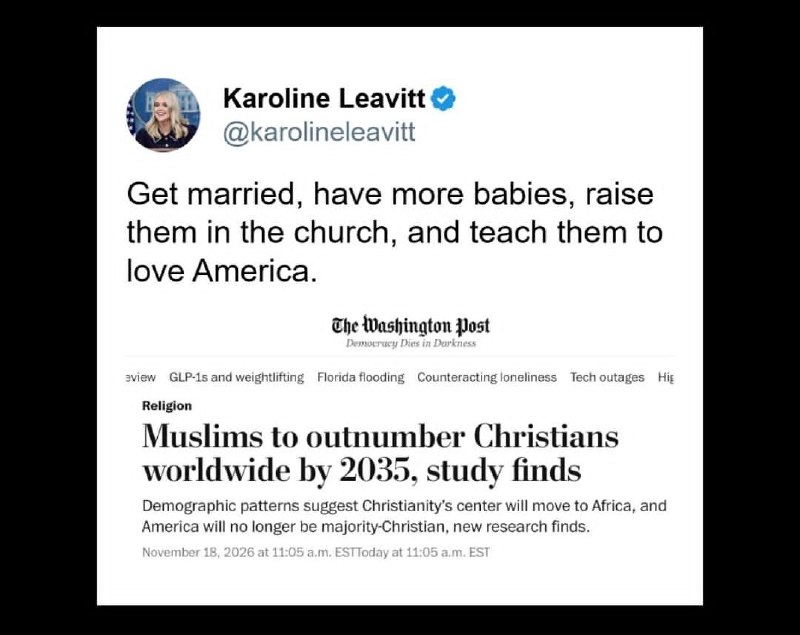 Karoline Leavitt
@karolineleavitt
Get married, have more babies, raise
them in the church, and teach them to
love America.
The Washington Post
Democracy Dies in Darkness
eview GLP-1s and weightlifting Florida flooding Counteracting loneliness Tech outages Hig
Religion
Muslims to outnumber Christians
worldwide by 2035, study finds
Demographic patterns suggest Christianity's center will move to Africa, and
America will no longer be majority-Christian, new research finds.
November 18, 2026 at 11:05 a.m. ESTToday at 11:05 a.m. EST